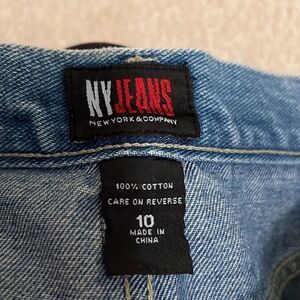 NYJEANS
NEW YORK & COMPANY
100% COTTON
CARE ON REVERSE
10
MADE IN
CHINA